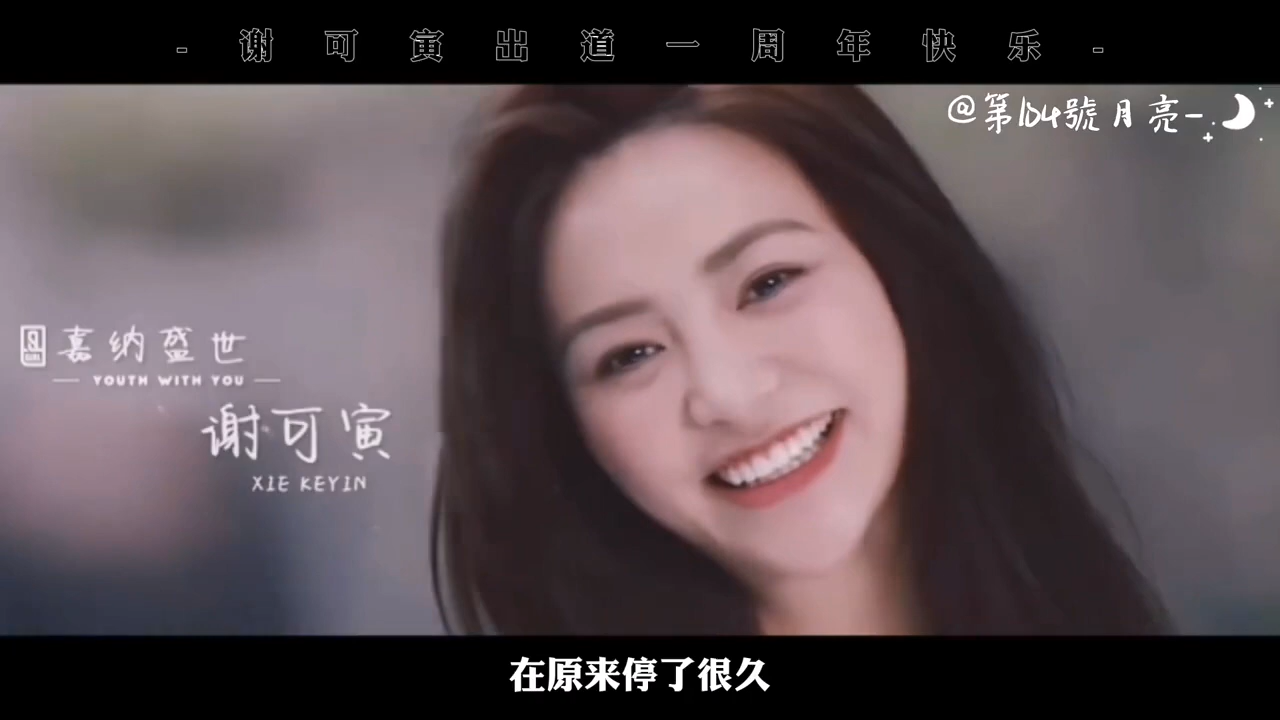 - 谢可寅出道一周年快乐 -
@第104號月亮-
嘉纳盛世
YOUTH WITH YOU
谢可寅
XIE KEYIN
在原来停了很久